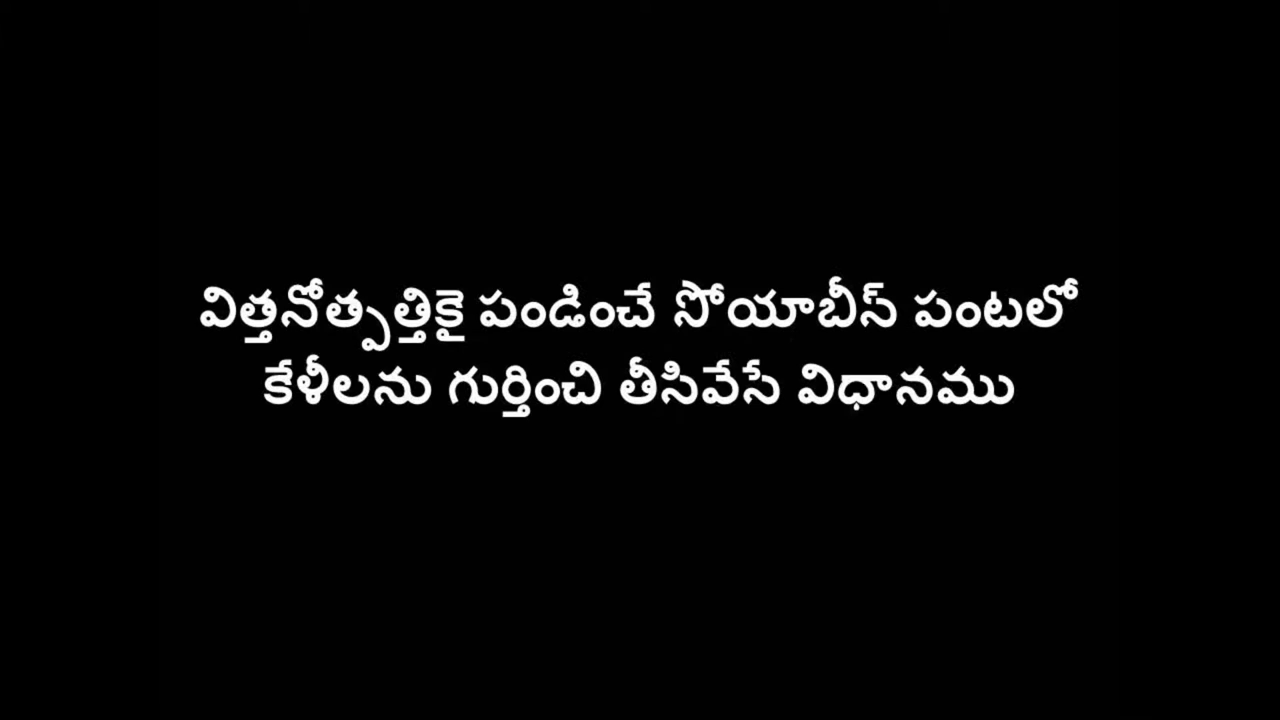 విత్తనోత్పత్తికై పండించే సోయాబీస్ పంటలో
కేళీలను గుర్తించి తీసివేసే విధానము